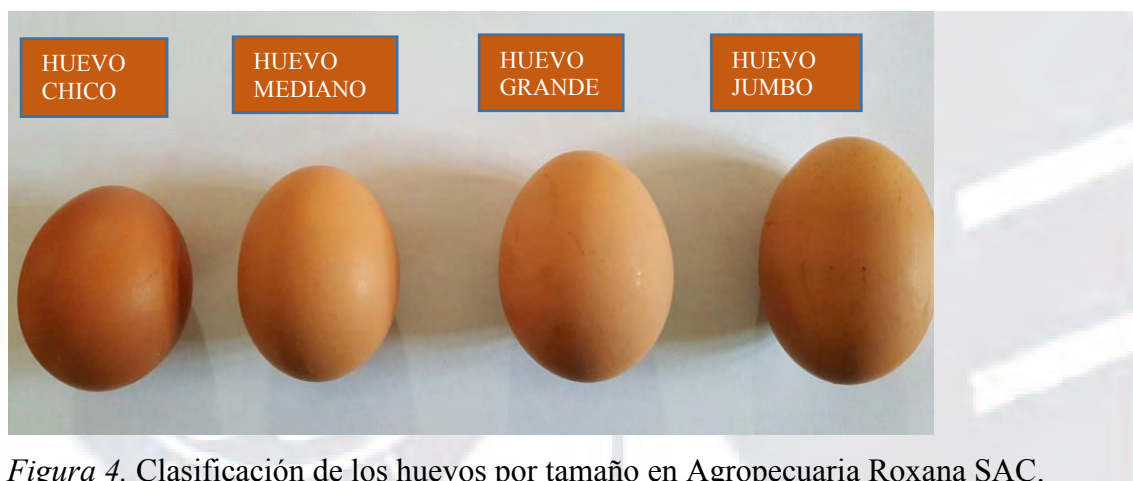 HUEVO
CHICO
HUEVO
MEDIANO
HUEVO
GRANDE
HUEVO
JUMBO
Figura 4. Clasificación de los huevos por tamaño en Agropecuaria Roxana SAC.